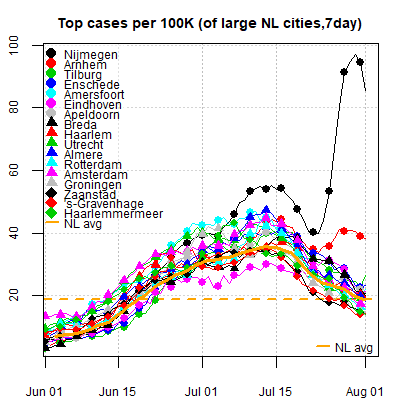 Top cases per 100K (of large NL cities,7day)
100
80
60
40
20
Nijmegen
Arnhem
Tilburg
Enschede
Amersfoort
Eindhoven
Apeldoorn
Breda
Haarlem
Utrecht
Almere
Rotterdam
Amsterdam
Groningen
Zaanstad
's-Gravenhage
Haarlemmermeer
NL avg
NL avg
Jun 01
Jun 15
Jul 01
Jul 15
Aug 01